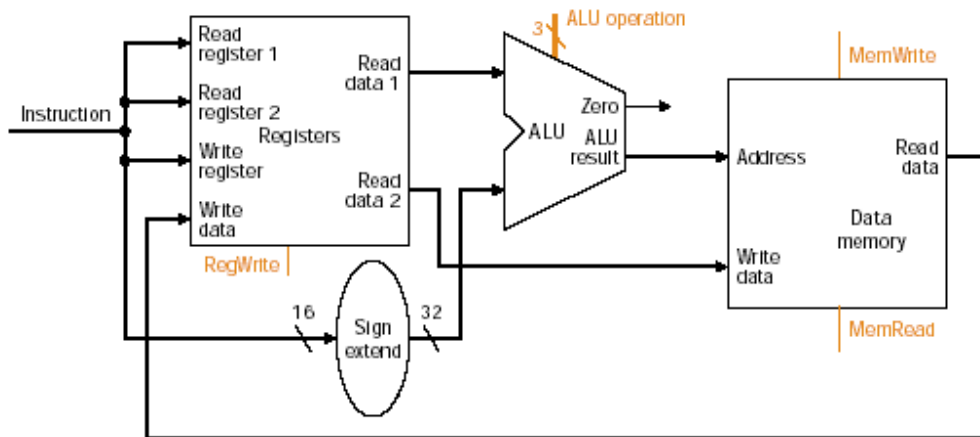 Instruction
Read
register 1
Read
register 2
Registers
Write
register
Write
data
Read
data 1
Read
data 2
RegWrite
16
Sign
extend
32
3
ALU operation
Zero
ALU
ALU
result
MemWrite
Address
Read
data
Data
memory
Write
data
MemRead